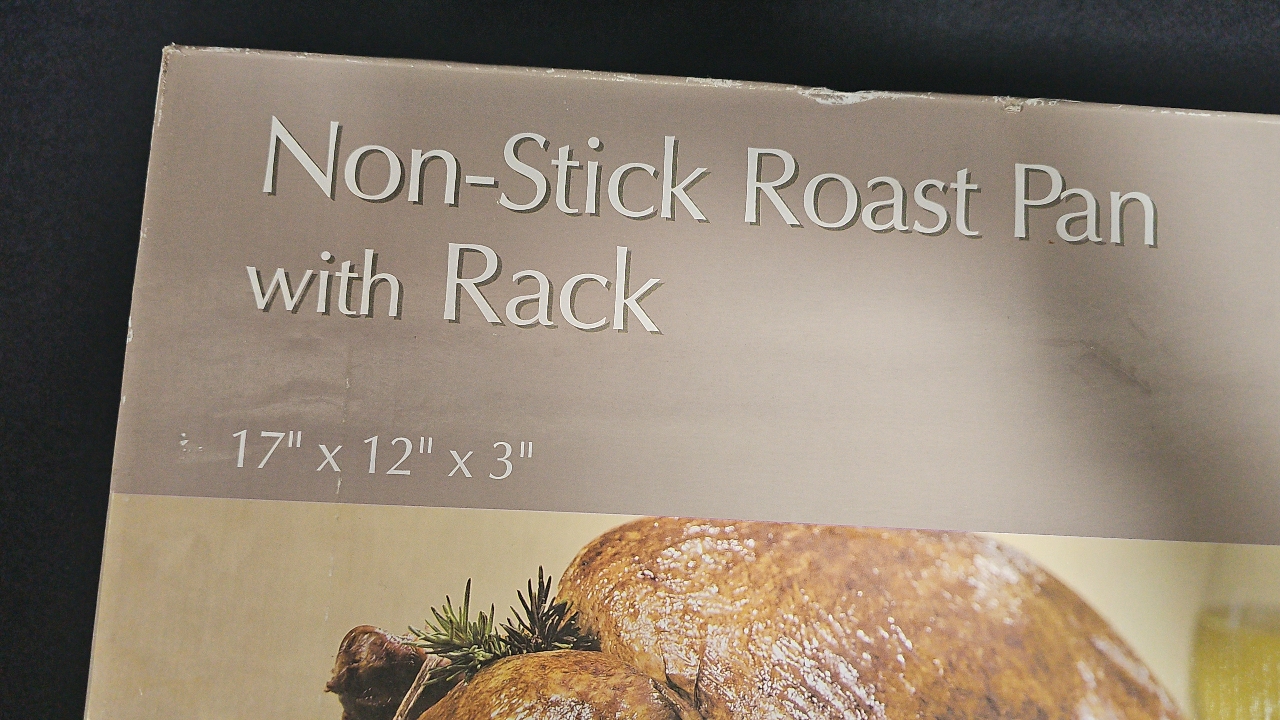 Non-Stick Roast Pan
with Rack
17" x 12" x 3"